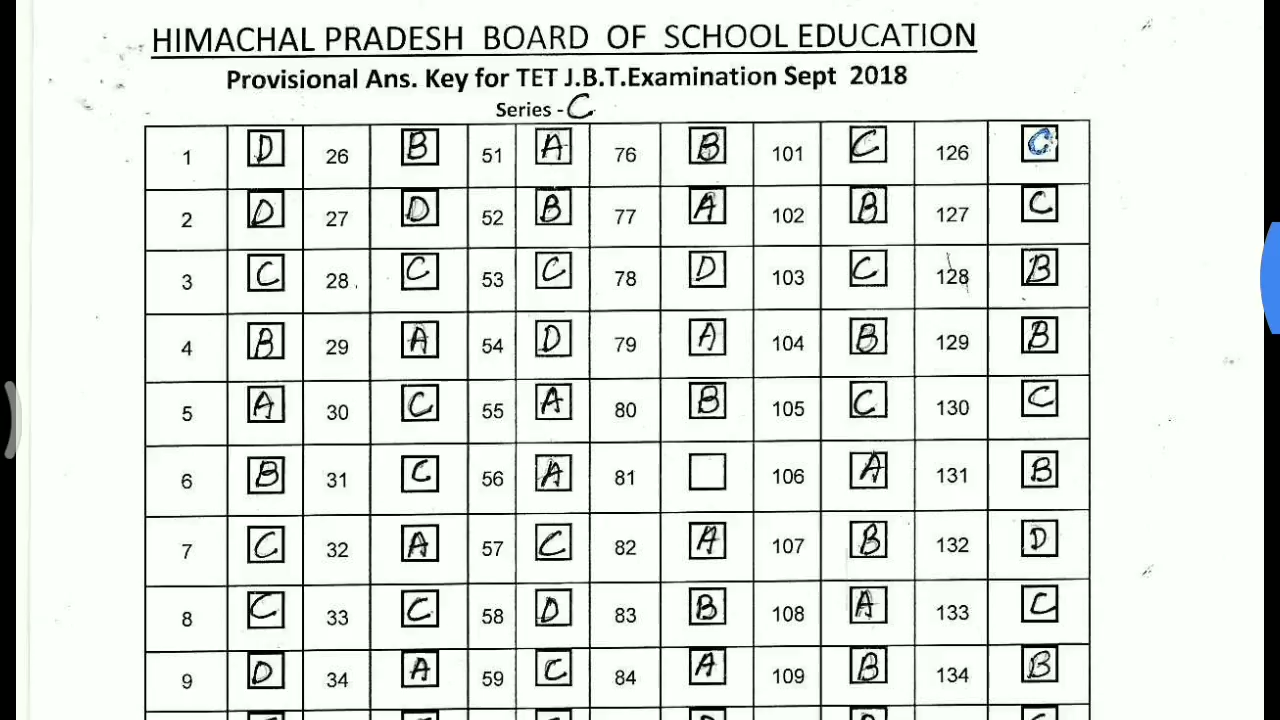 HIMACHAL PRADESH BOARD OF SCHOOL EDUCATION
Provisional Ans. Key for TET J.B.T.Examination Sept 2018
Series - C
1 D 26 B 51 A 76 B 101 C 126 C
2 D 27 D 52 B 77 A 102 B 127 C
3 C 28 C 53 C 78 D 103 C 128 B
4 B 29 A 54 D 79 A 104 B 129 B
5 A 30 C 55 A 80 B 105 C 130 C
6 B 31 C 56 A 81 106 A 131 B
7 C 32 A 57 C 82 A 107 B 132 D
8 C 33 C 58 D 83 B 108 A 133 C
9 D 34 A 59 C 84 A 109 B 134 B